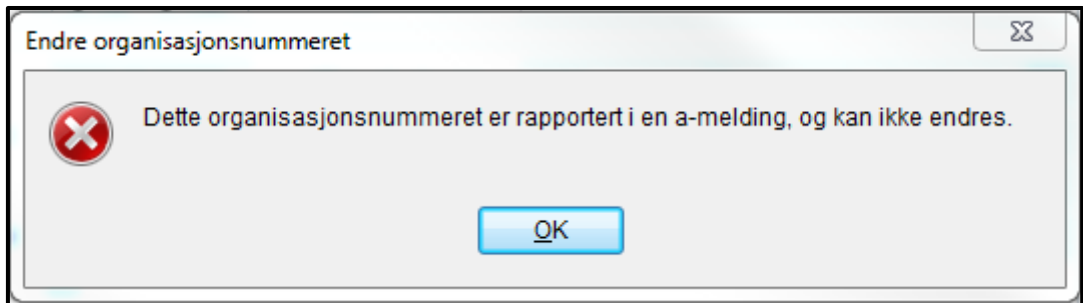 Endre organisasjonsnummeret
Dette organisasjonsnummeret er rapportert i en a-melding, og kan ikke endres.
OK